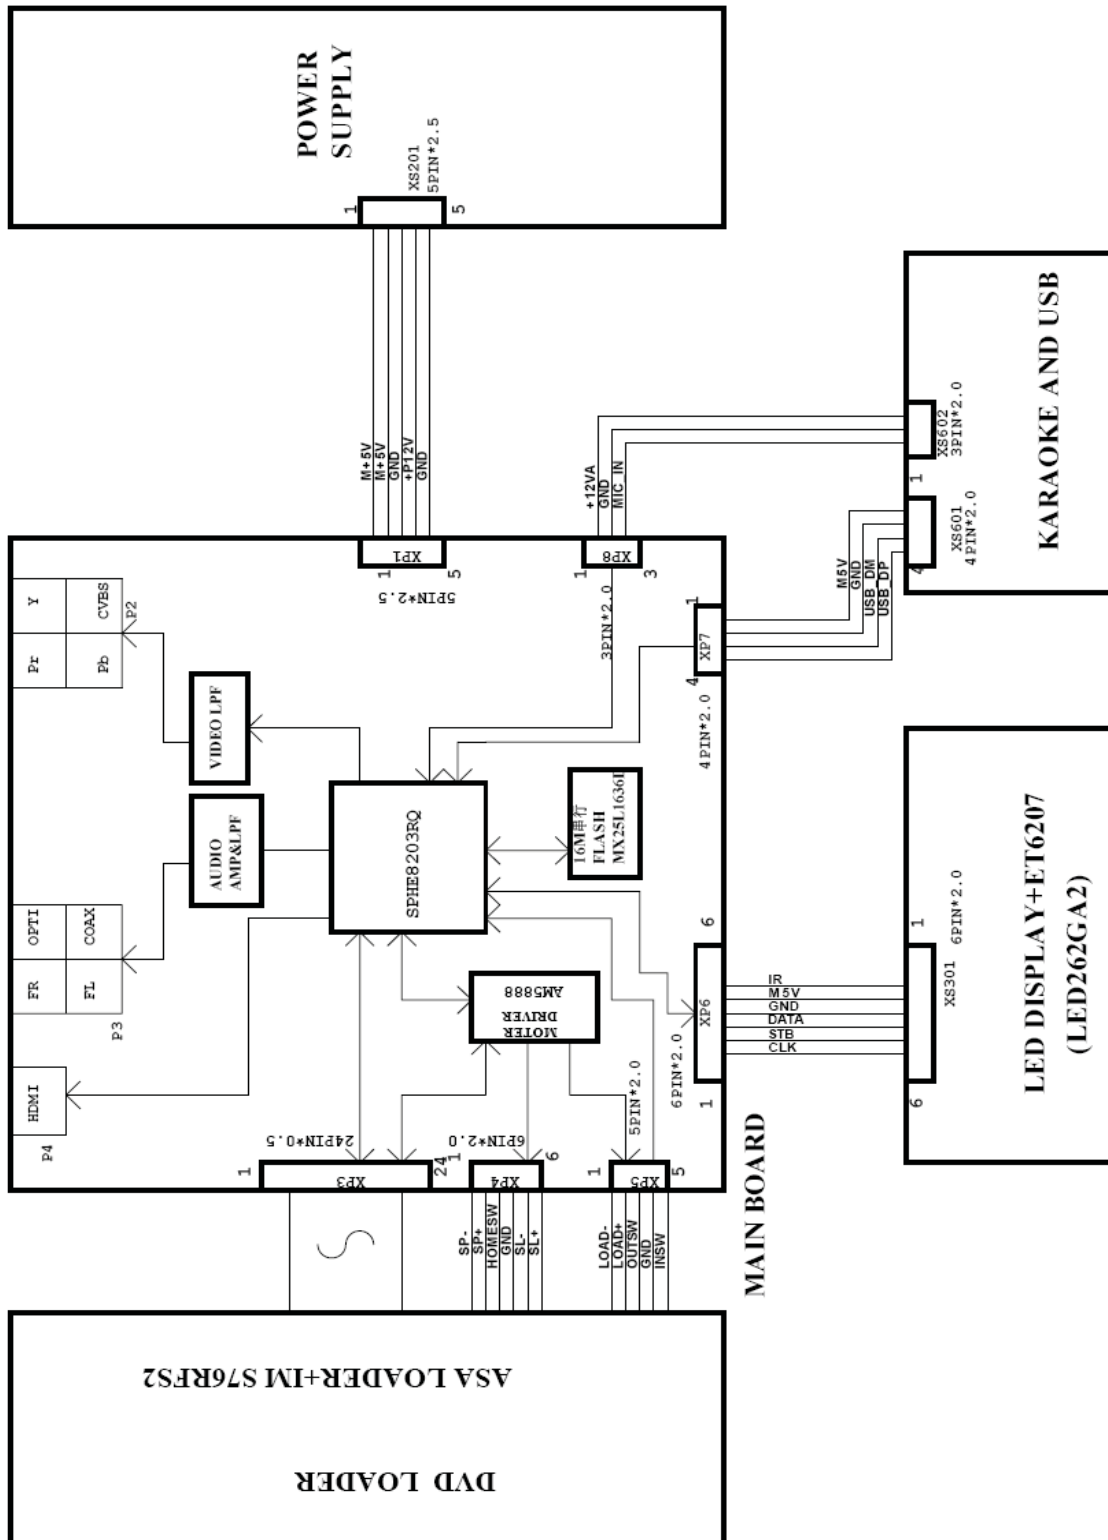 POWER
SUPPLY
XS201
5PIN*2.5
1
5
M+5V
M+5V
GND
+P12V
GND
XP1
1
5
5PIN*2.5
+12VA
GND
MIC_IN
XP8
1
3
3PIN*2.0
XS602
3PIN*2.0
1
XS601
4PIN*2.0
4
KARAOKE AND USB
M5V
GND
USB_DM
USB_DP
XP7
1
4
4PIN*2.0
Y
Pr
CVBS
Pb
P2
VIDEO LPF
AUDIO
AMP&LPF
SPHE8203RQ
16M串行
FLASH
MX25L1636
OPTI
FR
COAX
FL
P3
HDMI
P4
MOTER
DRIVER
AM5888
XP6
6
1
6PIN*2.0
IR
M5V
GND
DATA
STB
CLK
XS301
6PIN*2.0
1
6
LED DISPLAY+ET6207
(LED262GA2)
XP3
1
24
24PIN*0.5
XP4
1
6
6PIN*2.0
XP5
1
5
5PIN*2.0
SP-
SP+
HOMESW
GND
SL-
SL+
LOAD-
LOAD+
OUTSW
GND
INSW
MAIN BOARD
ASA LOADER+IM S76RFS2
DVD LOADER